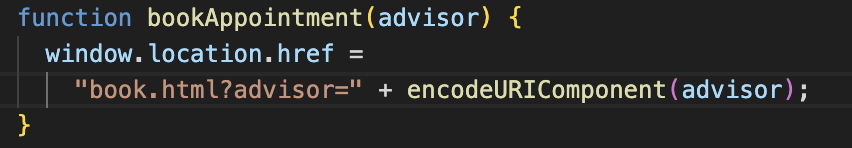 function bookAppointment(advisor) {
window.location.href =
"book.html?advisor=" + encodeURIComponent(advisor);
}